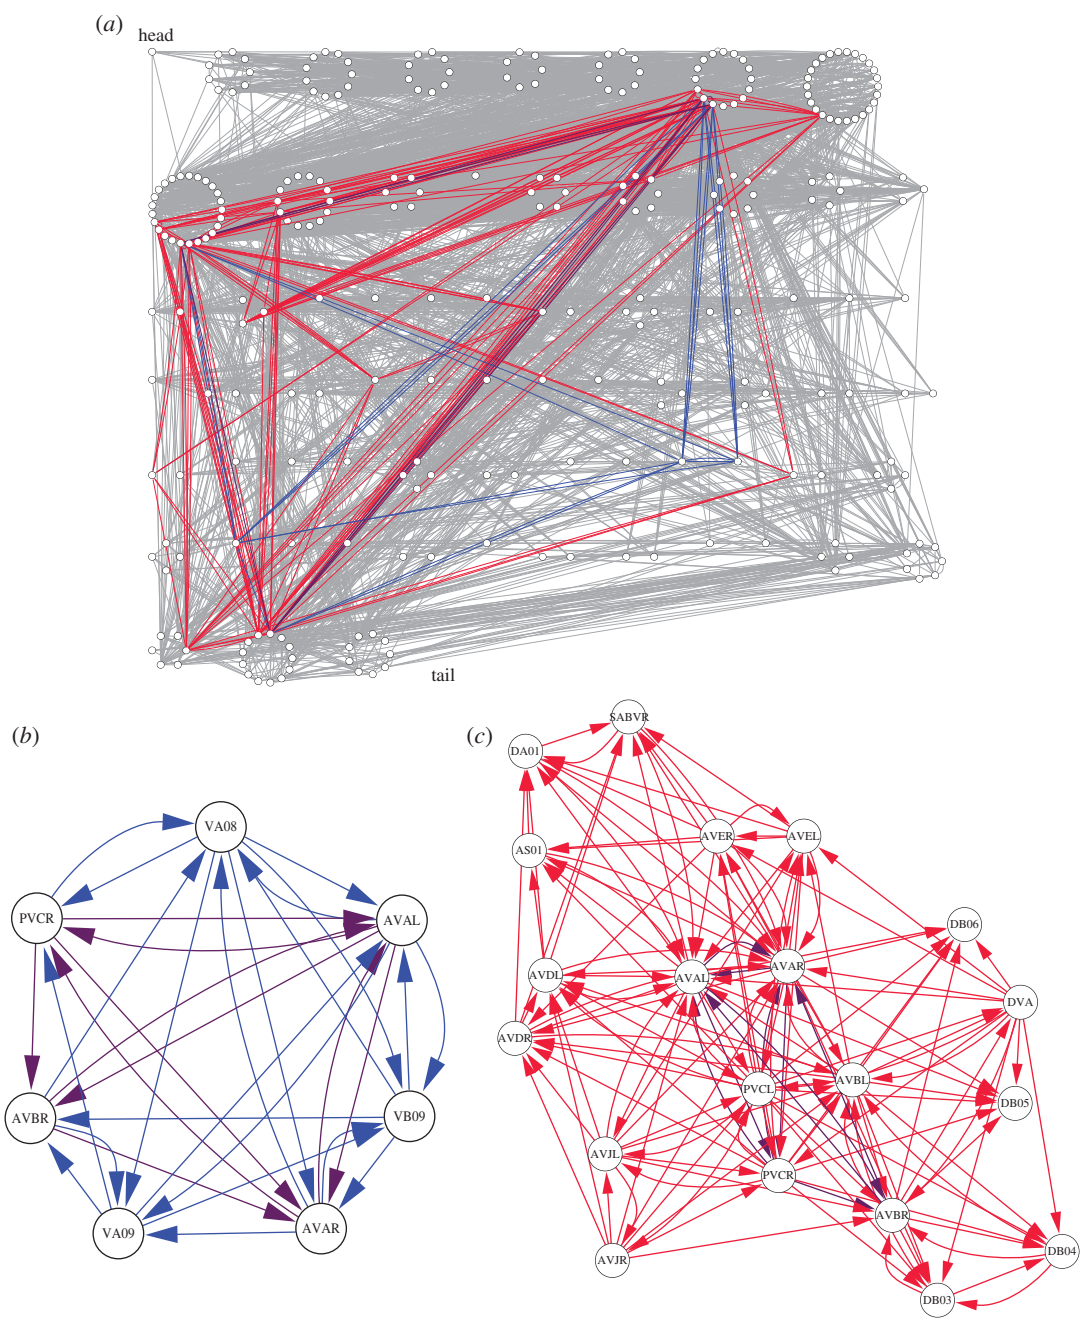 (a)
head
tail
(b)
VA08
PVCR
AVAL
AVBR
VB09
VA09
AVAR
(c)
SABVR
DA01
AVER
AVEL
AS01
DB06
AVDL
AVAL
AVAR
DVA
AVDR
PVCL
AVBL
DB05
AVJL
PVCR
AVBR
DB04
AVJR
DB03